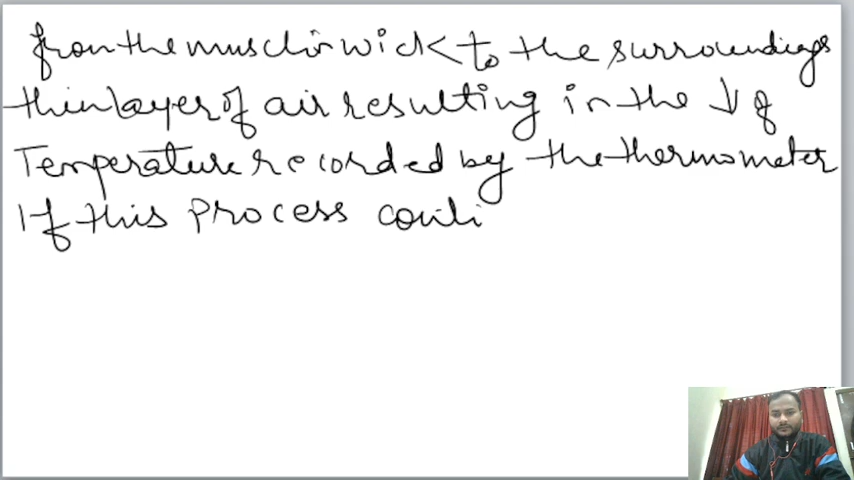 from the musclin wick to the surroundings
thin layer of air resulting in the ↓ of
Temperature recorded by the thermometer
If this process conti